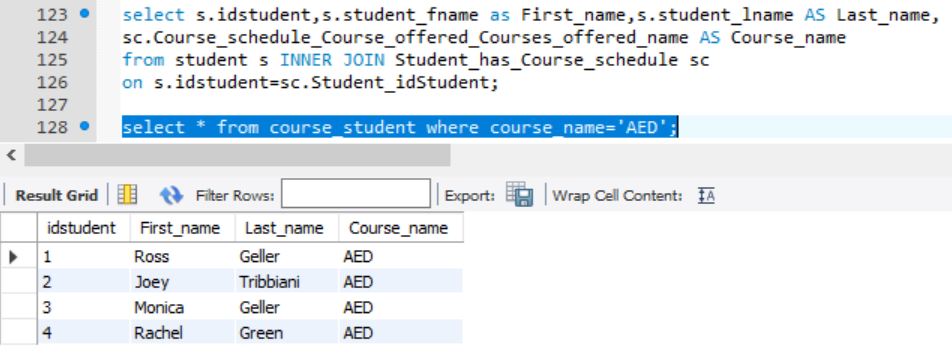 123 select s.idstudent,s.student_fname as First_name,s.student_lname AS Last_name,
124 sc.Course_schedule_Course_offered_Courses_offered_name AS Course_name
125 from student s INNER JOIN Student_has_Course_schedule sc
126 on s.idstudent=sc.Student_idStudent;
127
128 select * from course_student where course_name='AED';
Result Grid Filter Rows: Export: Wrap Cell Content: IA
idstudent First_name Last_name Course_name
1 Ross Geller AED
2 Joey Tribbiani AED
3 Monica Geller AED
4 Rachel Green AED